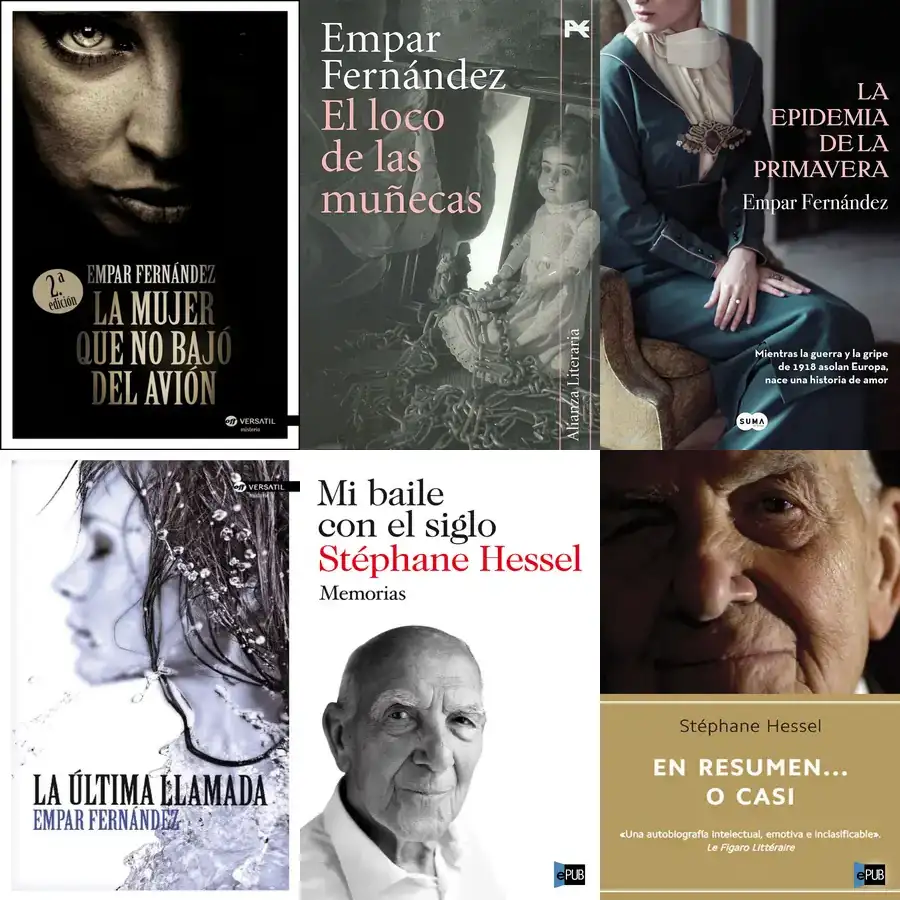 2.ª
edición
EMPAR FERNÁNDEZ
LA MUJER
QUE NO BAJÓ
DEL AVIÓN
off VERSATIL
misterio
Empar
Fernández
El loco
de las
muñecas
Alianza Literaria
LA
EPIDEMIA
DE LA
PRIMAVERA
Empar Fernández
Mientras la guerra y la gripe
de 1918 asolan Europa,
nace una historia de amor
SUMA
off VERSATIL
LA ÚLTIMA LLAMADA
EMPAR FERNÁNDEZ
Mi baile
con el siglo
Stéphane Hessel
Memorias
ePUB
Stéphane Hessel
EN RESUMEN...
O CASI
«Una autobiografía intelectual, emotiva e inclasificable».
Le Figaro Littéraire
ePUB